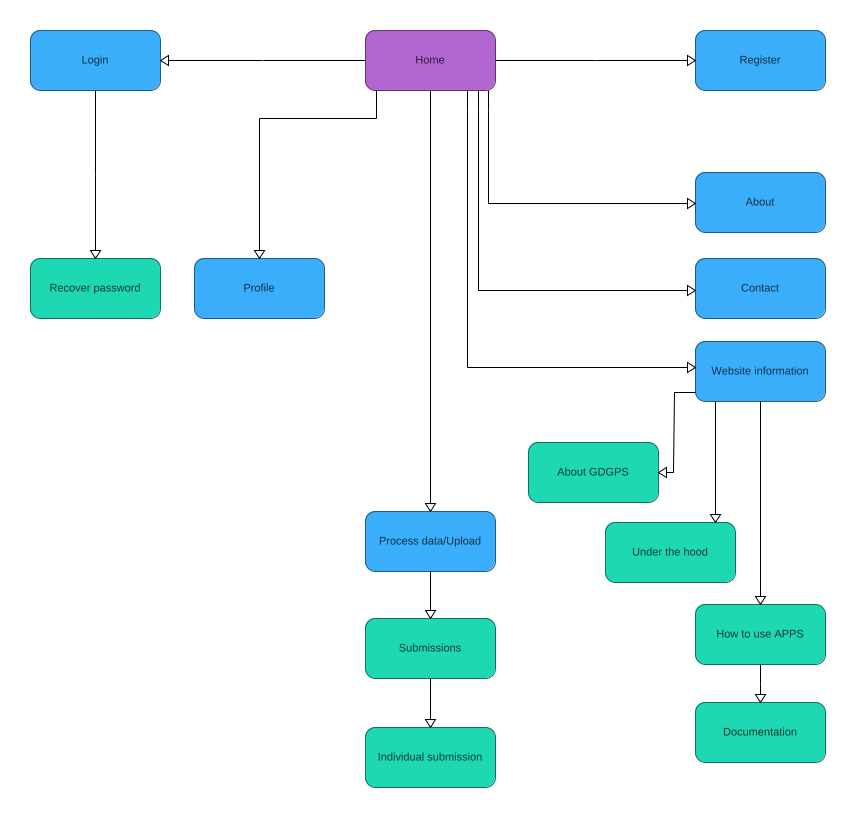 Login
Home
Register
About
Recover password
Profile
Contact
Website information
About GDGPS
Process data/Upload
Under the hood
Submissions
How to use APPS
Documentation
Individual submission